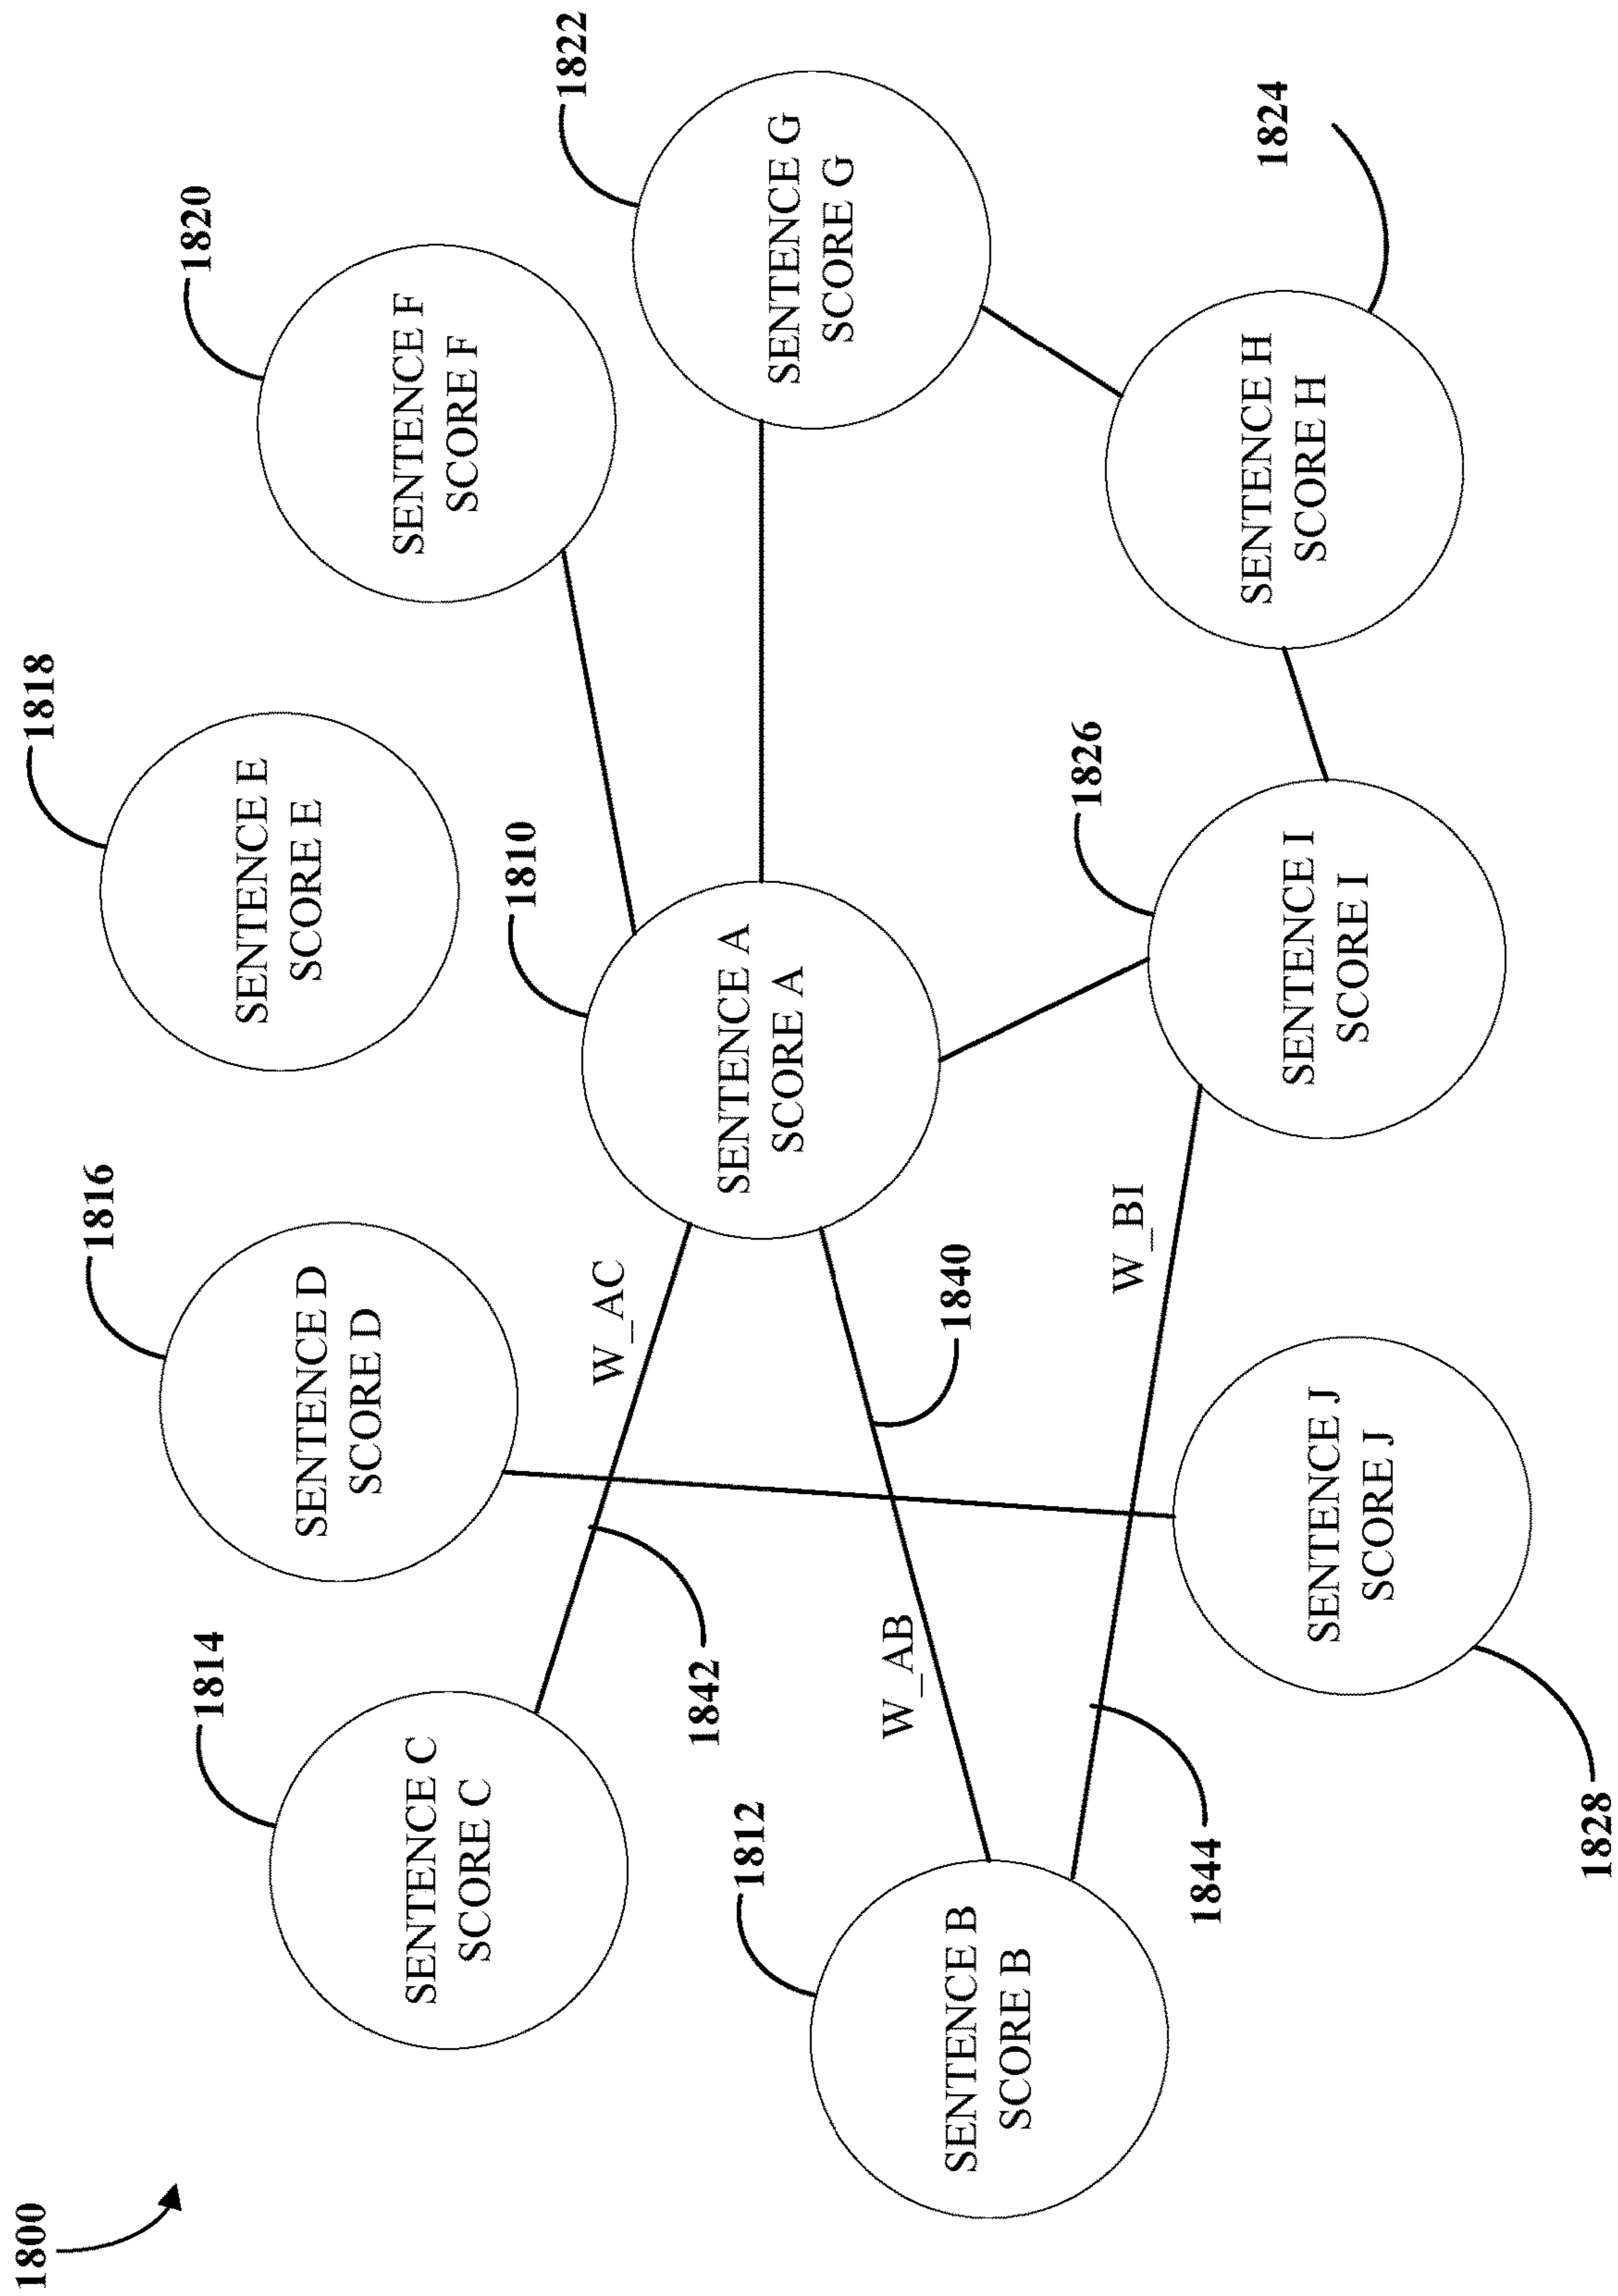 1800
1814
SENTENCE C
SCORE C
1816
SENTENCE D
SCORE D
1818
SENTENCE E
SCORE E
1820
SENTENCE F
SCORE F
1822
SENTENCE G
SCORE G
1810
SENTENCE A
SCORE A
W_AC
1842
1812
SENTENCE B
SCORE B
W_AB
1840
W_BI
1844
1828
SENTENCE J
SCORE J
1826
SENTENCE I
SCORE I
1824
SENTENCE H
SCORE H